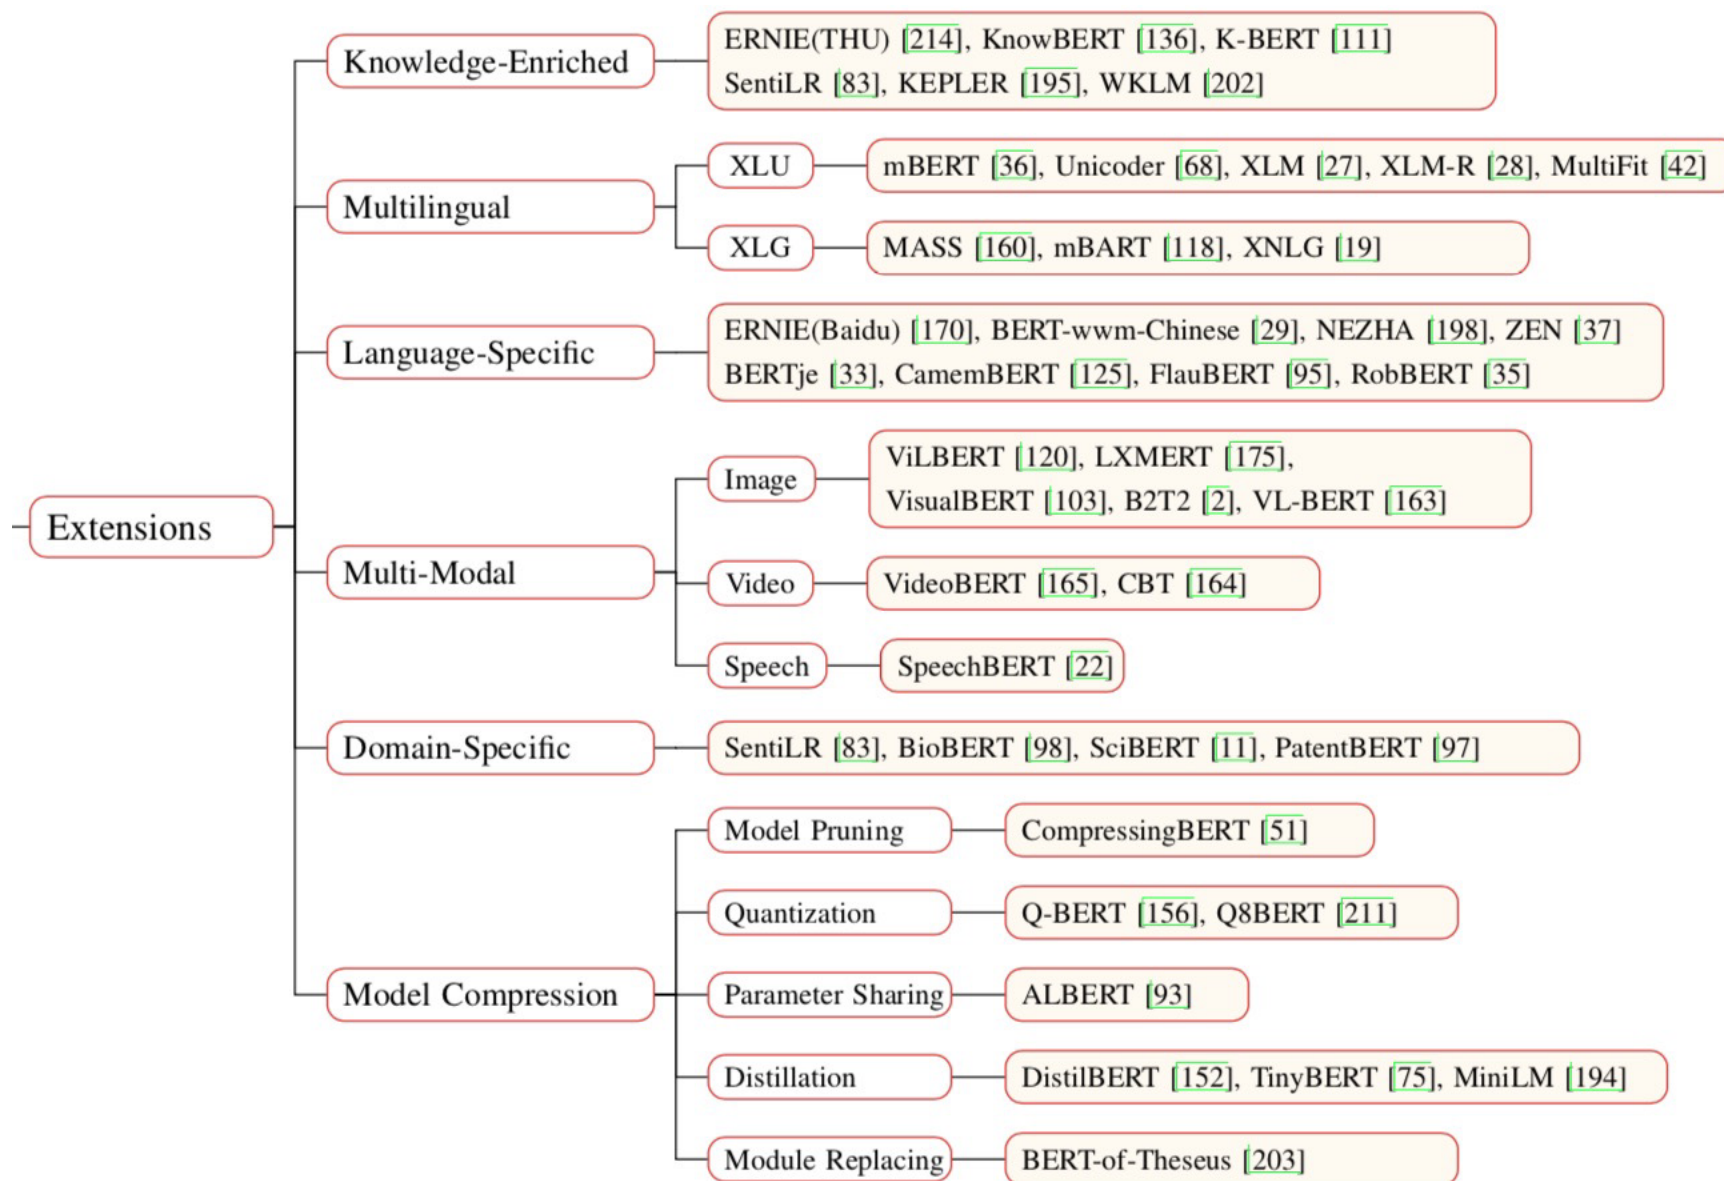 Extensions
Knowledge-Enriched
ERNIE(THU) [214], KnowBERT [136], K-BERT [111]
SentiLR [83], KEPLER [195], WKLM [202]
Multilingual
XLU
mBERT [36], Unicoder [68], XLM [27], XLM-R [28], MultiFit [42]
XLG
MASS [160], mBART [118], XNLG [19]
Language-Specific
ERNIE(Baidu) [170], BERT-wwm-Chinese [29], NEZHA [198], ZEN [37]
BERTje [33], CamemBERT [125], FlauBERT [95], RobBERT [35]
Multi-Modal
Image
ViLBERT [120], LXMERT [175],
VisualBERT [103], B2T2 [2], VL-BERT [163]
Video
VideoBERT [165], CBT [164]
Speech
SpeechBERT [22]
Domain-Specific
SentiLR [83], BioBERT [98], SciBERT [11], PatentBERT [97]
Model Compression
Model Pruning
CompressingBERT [51]
Quantization
Q-BERT [156], Q8BERT [211]
Parameter Sharing
ALBERT [93]
Distillation
DistilBERT [152], TinyBERT [75], MiniLM [194]
Module Replacing
BERT-of-Theseus [203]